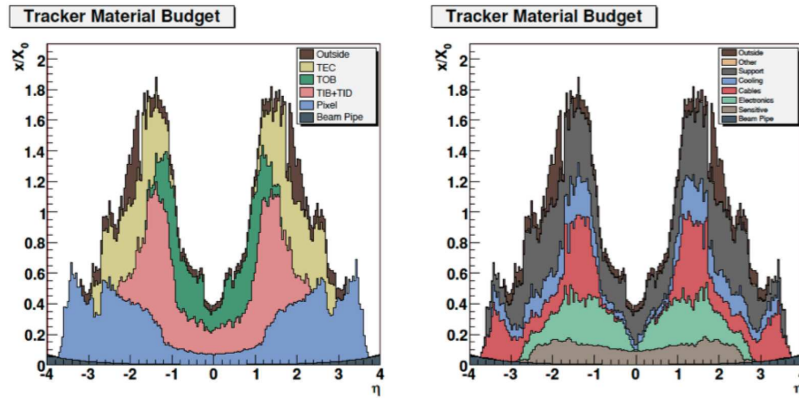 Tracker Material Budget
x/X0
2
1.8
1.6
1.4
1.2
1
0.8
0.6
0.4
0.2
0
-4 -3 -2 -1 0 1 2 3 4
η
Outside
TEC
TOB
TIB+TID
Pixel
Beam Pipe
Tracker Material Budget
x/X0
2
1.8
1.6
1.4
1.2
1
0.8
0.6
0.4
0.2
0
-4 -3 -2 -1 0 1 2 3 4
η
Outside
Other
Support
Cooling
Cables
Electronics
Sensitive
Beam Pipe